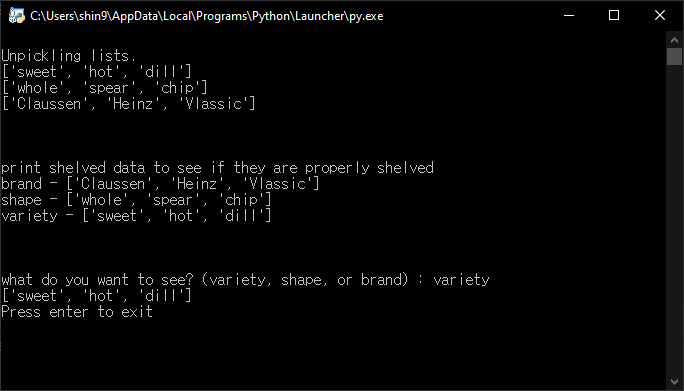 C:\Users\shin9\AppData\Local\Programs\Python\Launcher\py.exe
Unpickling lists.
['sweet', 'hot', 'dill']
['whole', 'spear', 'chip']
['Claussen', 'Heinz', 'Vlassic']
print shelved data to see if they are properly shelved
brand - ['Claussen', 'Heinz', 'Vlassic']
shape - ['whole', 'spear', 'chip']
variety - ['sweet', 'hot', 'dill']
what do you want to see? (variety, shape, or brand) : variety
['sweet', 'hot', 'dill']
Press enter to exit